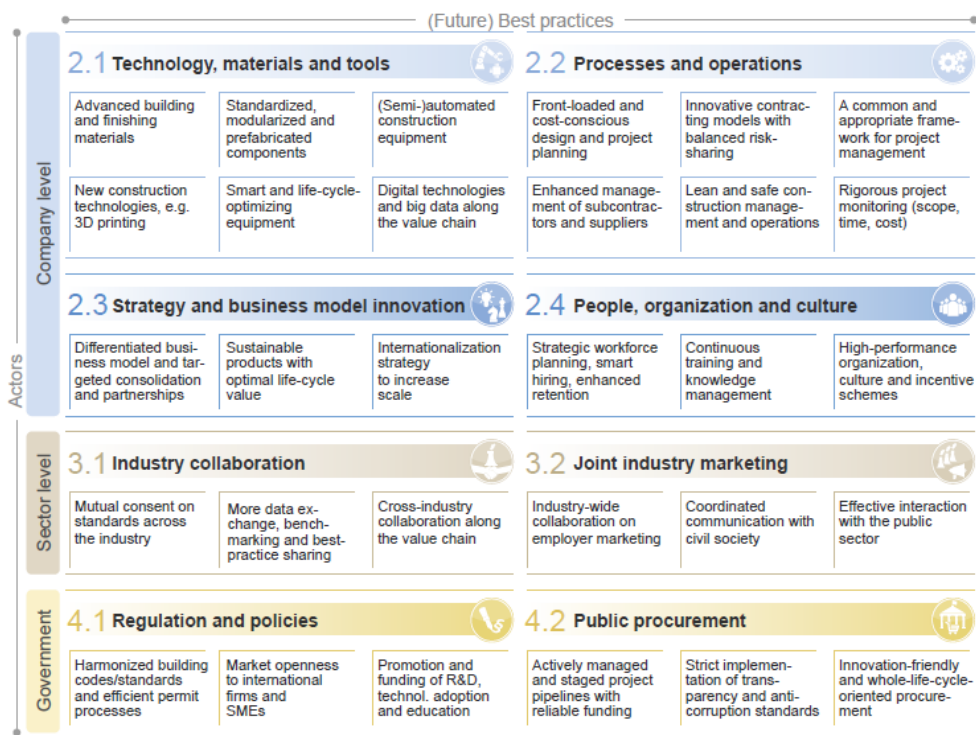 (Future) Best practices
Actors
Company level
2.1 Technology, materials and tools
Advanced building
and finishing
materials
Standardized,
modularized and
prefabricated
components
(Semi-)automated
construction
equipment
New construction
technologies, e.g.
3D printing
Smart and life-cycle-
optimizing
equipment
Digital technologies
and big data along
the value chain
2.2 Processes and operations
Front-loaded and
cost-conscious
design and project
planning
Innovative contrac-
ting models with
balanced risk-
sharing
A common and
appropriate frame-
work for project
management
Enhanced manage-
ment of subcontrac-
tors and suppliers
Lean and safe con-
struction manage-
ment and operations
Rigorous project
monitoring (scope,
time, cost)
2.3 Strategy and business model innovation
Differentiated busi-
ness model and tar-
geted consolidation
and partnerships
Sustainable
products with
optimal life-cycle
value
Internationalization
strategy
to increase
scale
2.4 People, organization and culture
Strategic workforce
planning, smart
hiring, enhanced
retention
Continuous
training and
knowledge
management
High-performance
organization,
culture and incentive
schemes
Sector level
3.1 Industry collaboration
Mutual consent on
standards across
the industry
More data ex-
change, bench-
marking and best-
practice sharing
Cross-industry
collaboration along
the value chain
3.2 Joint industry marketing
Industry-wide
collaboration on
employer marketing
Coordinated
communication with
civil society
Effective interaction
with the public
sector
Government
4.1 Regulation and policies
Harmonized building
codes/standards
and efficient permit
processes
Market openness
to international
firms and
SMEs
Promotion and
funding of R&D,
technol. adoption
and education
4.2 Public procurement
Actively managed
and staged project
pipelines with
reliable funding
Strict implemen-
tation of trans-
parency and anti-
corruption standards
Innovation-friendly
and whole-life-cycle-
oriented procure-
ment